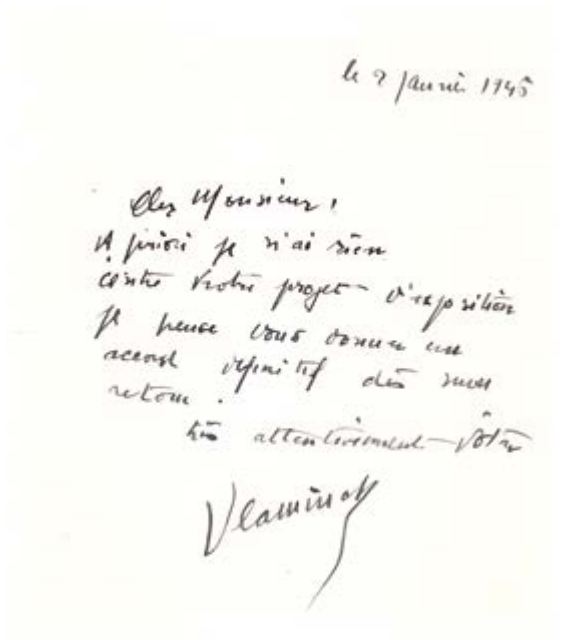 le 2 Janvier 1945
Cher Monsieur !
A priori je n'ai rien
contre votre projet d'exposition
je pense vous donner un
accord définitif dès mon
retour.
très attentivement vôtre
Vlaminck